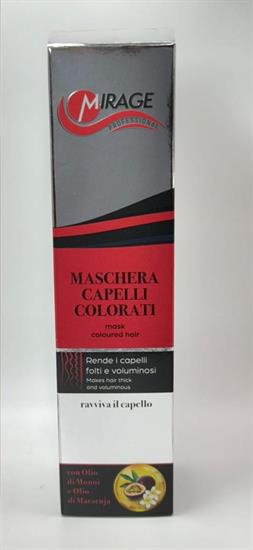 MIRAGE
PROFESSIONAL
MASCHERA
CAPELLI
COLORATI
mask
coloured hair
Rende i capelli
folti e voluminosi
Makes hair thick
and voluminous
ravviva il capello
con Olio
di Monoi
e Olio
di Maracuja